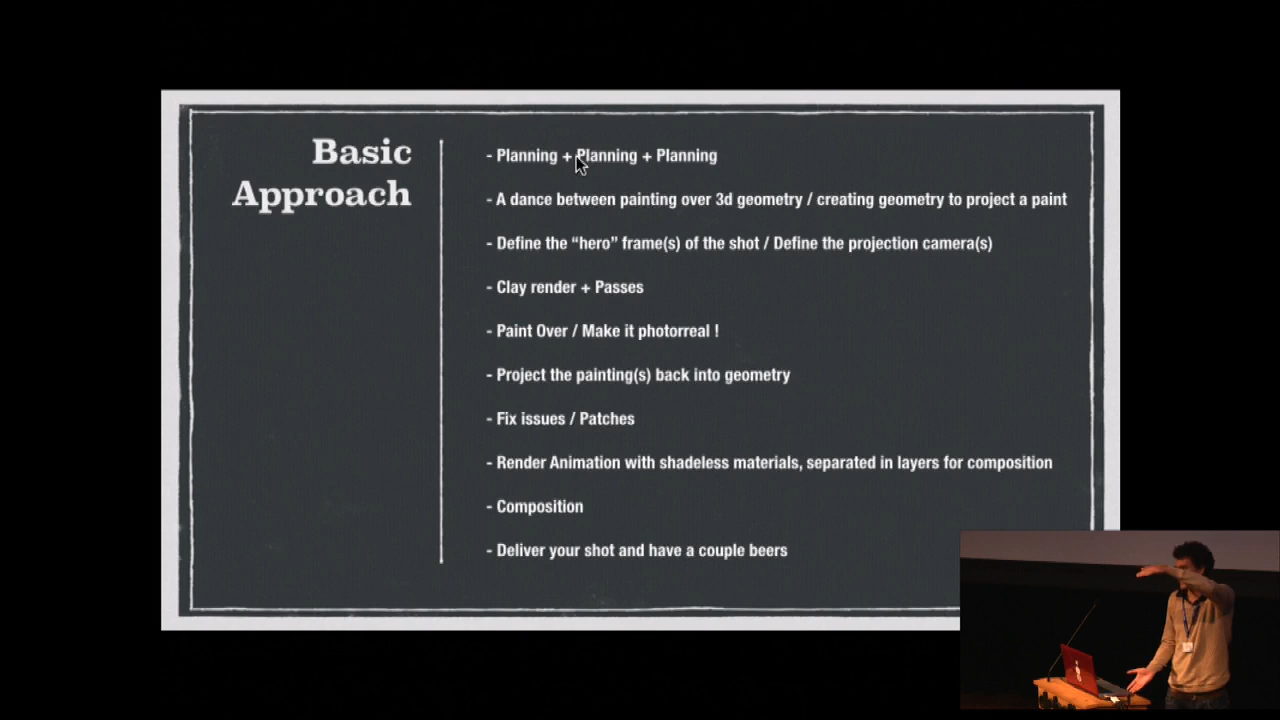 Basic
Approach
- Planning + Planning + Planning
- A dance between painting over 3d geometry / creating geometry to project a paint
- Define the “hero” frame(s) of the shot / Define the projection camera(s)
- Clay render + Passes
- Paint Over / Make it photorreal !
- Project the painting(s) back into geometry
- Fix issues / Patches
- Render Animation with shadeless materials, separated in layers for composition
- Composition
- Deliver your shot and have a couple beers